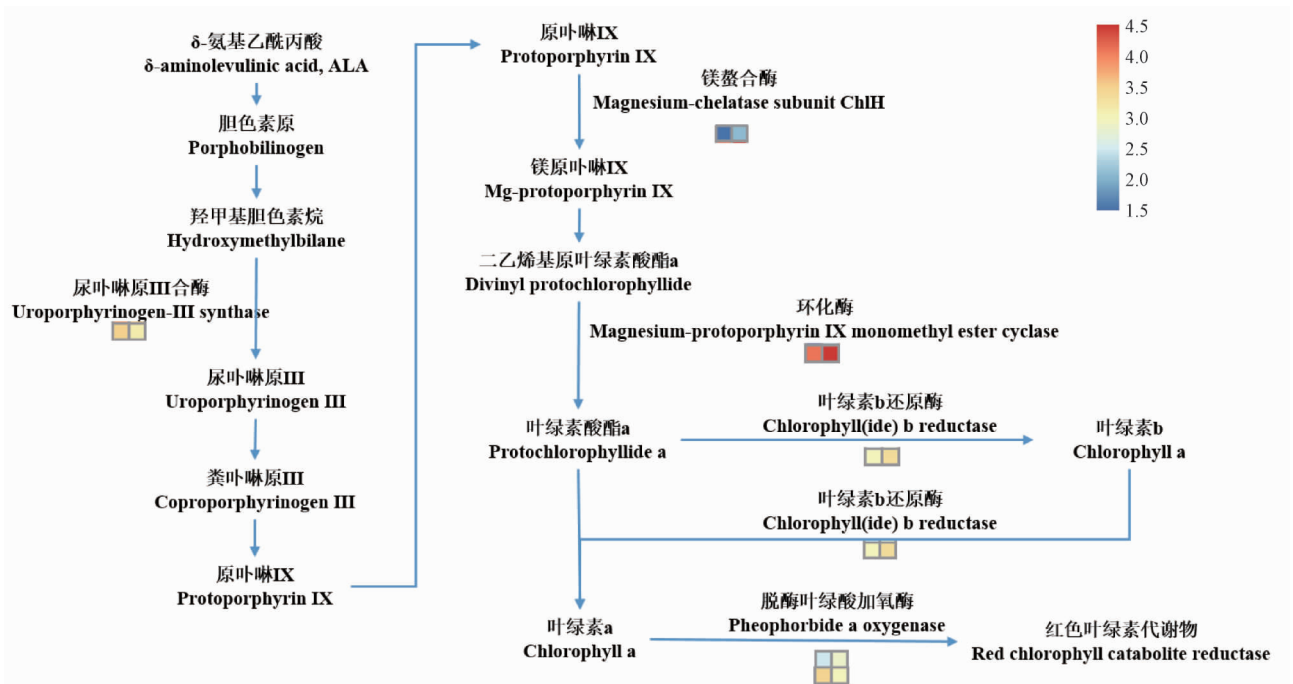 δ-氨基乙酰丙酸
δ-aminolevulinic acid, ALA
胆色素原
Porphobilinogen
羟甲基胆色素烷
Hydroxymethylbilane
尿卟啉原III合酶
Uroporphyrinogen-III synthase
尿卟啉原III
Uroporphyrinogen III
粪卟啉原III
Coproporphyrinogen III
原卟啉IX
Protoporphyrin IX
原卟啉IX
Protoporphyrin IX
镁螯合酶
Magnesium-chelatase subunit ChlH
镁原卟啉IX
Mg-protoporphyrin IX
二乙烯基原叶绿素酸酯a
Divinyl protochlorophyllide
环化酶
Magnesium-protoporphyrin IX monomethyl ester cyclase
叶绿素酸酯a
Protochlorophyllide a
叶绿素b还原酶
Chlorophyll(ide) b reductase
叶绿素b
Chlorophyll a
叶绿素b还原酶
Chlorophyll(ide) b reductase
叶绿素a
Chlorophyll a
脱酶叶绿酸加氧酶
Pheophorbide a oxygenase
红色叶绿素代谢物
Red chlorophyll catabolite reductase
4.5
4.0
3.5
3.0
2.5
2.0
1.5